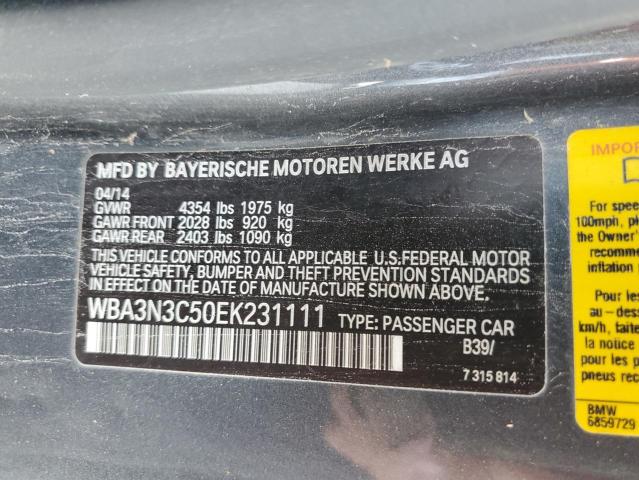 MFD BY BAYERISCHE MOTOREN WERKE AG
04/14
GVWR 4354 lbs 1975 kg
GAWR FRONT 2028 lbs 920 kg
GAWR REAR 2403 lbs 1090 kg
THIS VEHICLE CONFORMS TO ALL APPLICABLE U.S.FEDERAL MOTOR
VEHICLE SAFETY, BUMPER AND THEFT PREVENTION STANDARDS
IN EFFECT ON THE DATE OF MANUFACTURE SHOWN ABOVE.
WBA3N3C50EK231111 TYPE: PASSENGER CAR
B39/
7 315 814
IMPOR
For spee
100mph, pl
the Owner'
recomme
inflation
Pour les
au-dess
km/h, taite
la notice
pour les p
pneus rec
BMW
6859729